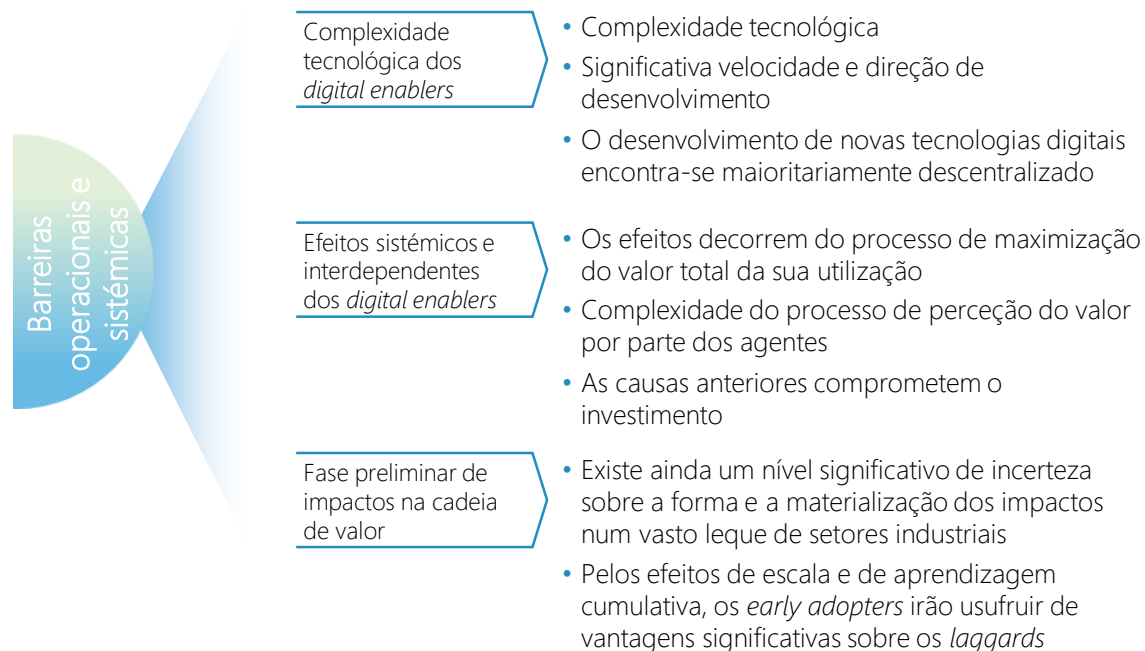 Barreiras
operacionais e
sistémicas
Complexidade
tecnológica dos
digital enablers
• Complexidade tecnológica
• Significativa velocidade e direção de
desenvolvimento
• O desenvolvimento de novas tecnologias digitais
encontra-se maioritariamente descentralizado
Efeitos sistémicos e
interdependentes
dos digital enablers
• Os efeitos decorrem do processo de maximização
do valor total da sua utilização
• Complexidade do processo de perceção do valor
por parte dos agentes
• As causas anteriores comprometem o
investimento
Fase preliminar de
impactos na cadeia
de valor
• Existe ainda um nível significativo de incerteza
sobre a forma e a materialização dos impactos
num vasto leque de setores industriais
• Pelos efeitos de escala e de aprendizagem
cumulativa, os early adopters irão usufruir de
vantagens significativas sobre os laggards